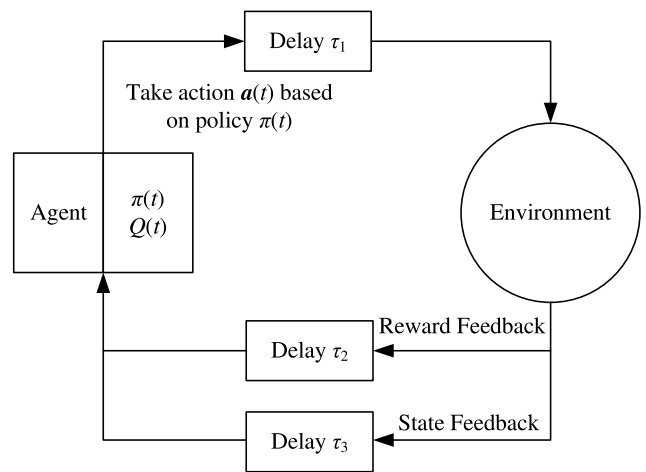 Delay τ1
Take action a(t) based
on policy π(t)
Agent
π(t)
Q(t)
Environment
Reward Feedback
Delay τ2
State Feedback
Delay τ3